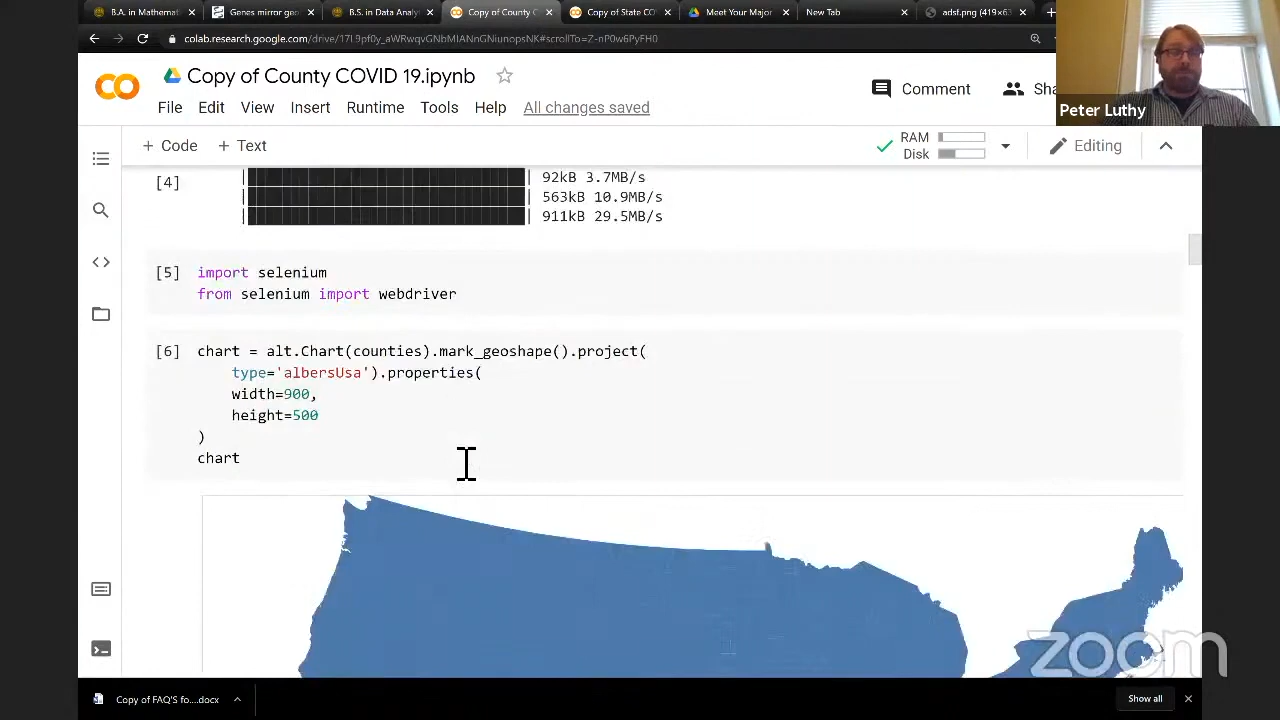 B.A. in Mathemat
Genes mirror geo
B.S. in Data Analy
Copy of County C
Copy of State CO
Meet Your Major
New Tab
adsf.png (419×63
colab.research.google.com/drive/17L9pf0y_aWRwqvGNbMIANnGNiunopsNK#scrollTo=Z-nP0w6PyFH0
Copy of County COVID 19.ipynb
File Edit View Insert Runtime Tools Help All changes saved
Comment
Sha
Peter Luthy
+ Code + Text
RAM
Disk
Editing
[4]
92kB 3.7MB/s
563kB 10.9MB/s
911kB 29.5MB/s
[5] import selenium
from selenium import webdriver
[6] chart = alt.Chart(counties).mark_geoshape().project(
type='albersUsa').properties(
width=900,
height=500
)
chart
zoom
Copy of FAQ'S fo....docx
Show all